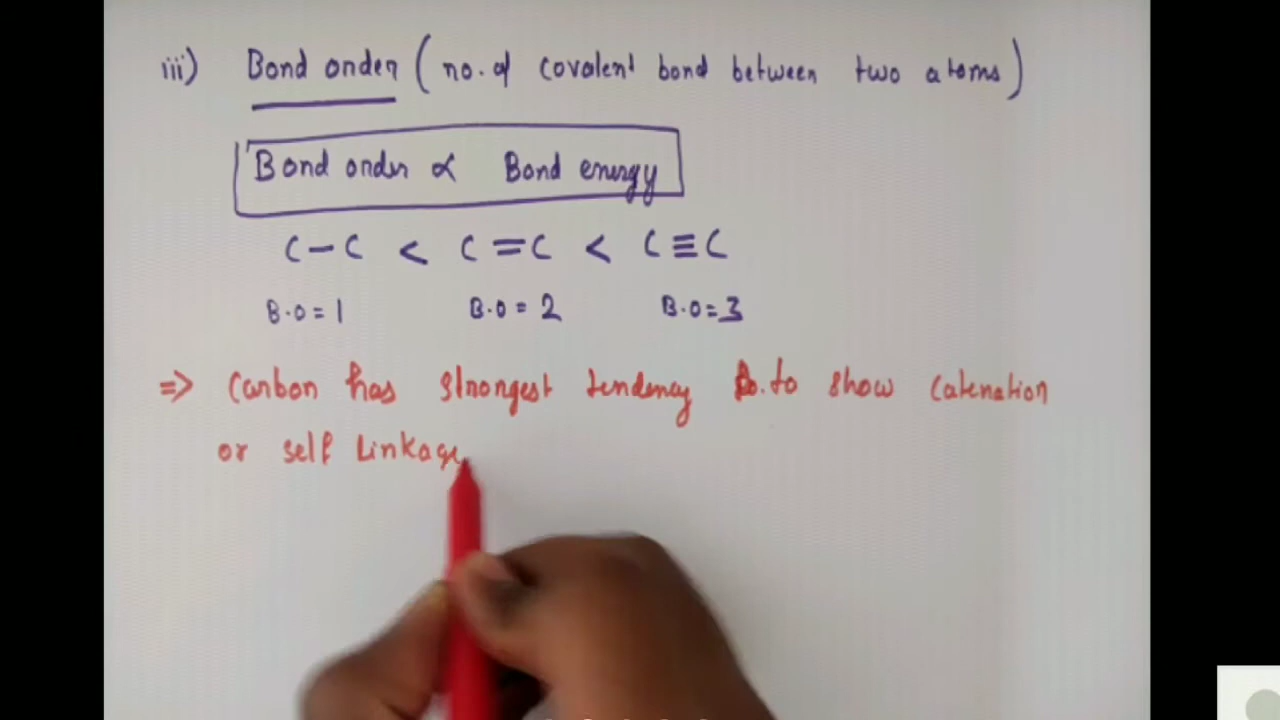 iii) Bond order (no. of covalent bond between two atoms)
Bond order ∝ Bond energy
C–C < C=C < C≡C
B.O=1 B.O=2 B.O=3
=> Carbon has strongest tendency to show catenation
or self Linkage